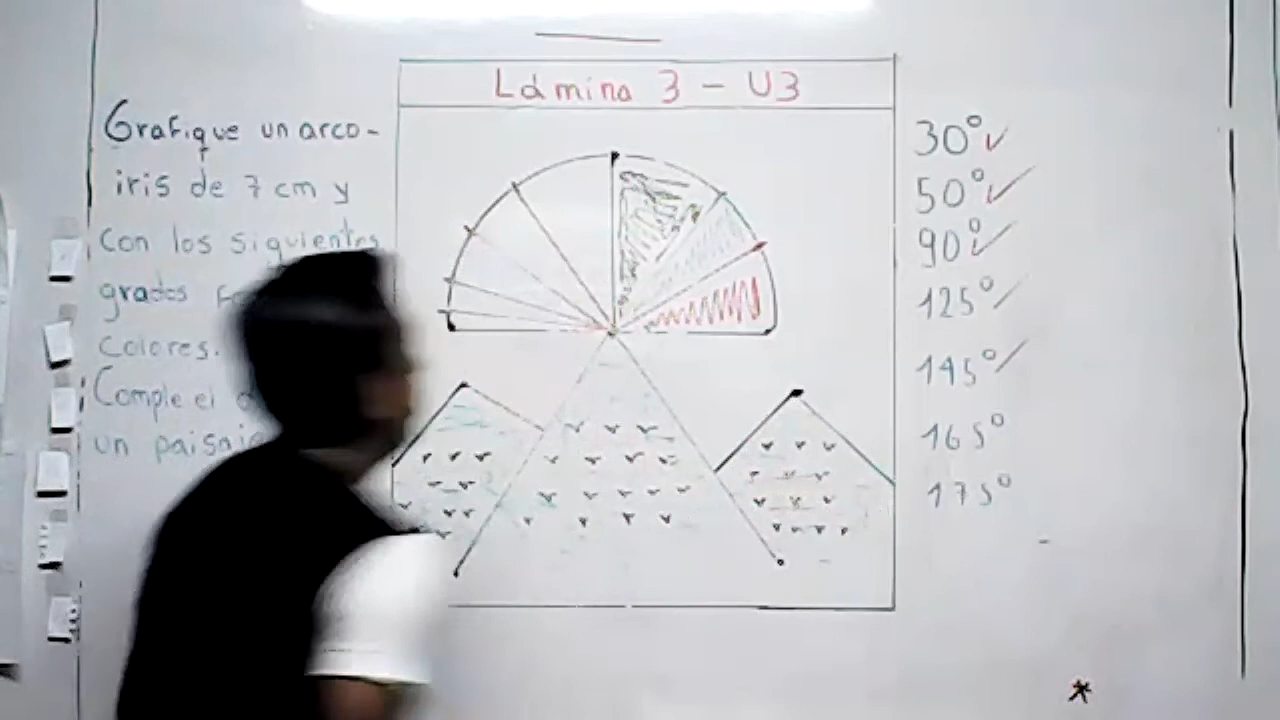 Lámina 3 - U3
Grafique un arco-
iris de 7 cm y
con los siguientes
grados
Colores.
Comple el
un paisaje
30°
50°
90°
125°
145°
165°
175°